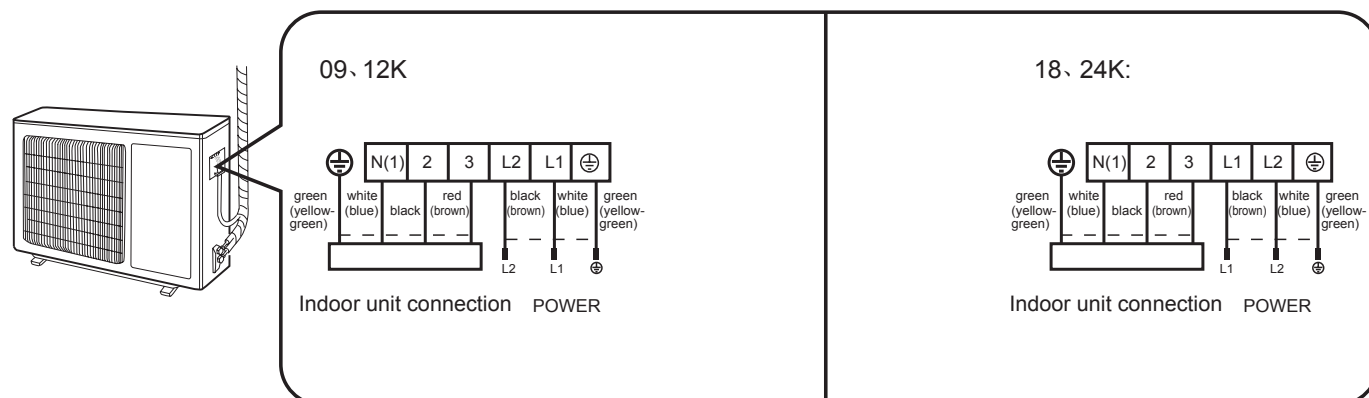 09、12K
N(1) 2 3 L2 L1
green (yellow-green)
white (blue)
black
red (brown)
black (brown)
white (blue)
green (yellow-green)
L2 L1
Indoor unit connection POWER
18、24K:
N(1) 2 3 L1 L2
green (yellow-green)
white (blue)
black
red (brown)
black (brown)
white (blue)
green (yellow-green)
L1 L2
Indoor unit connection POWER